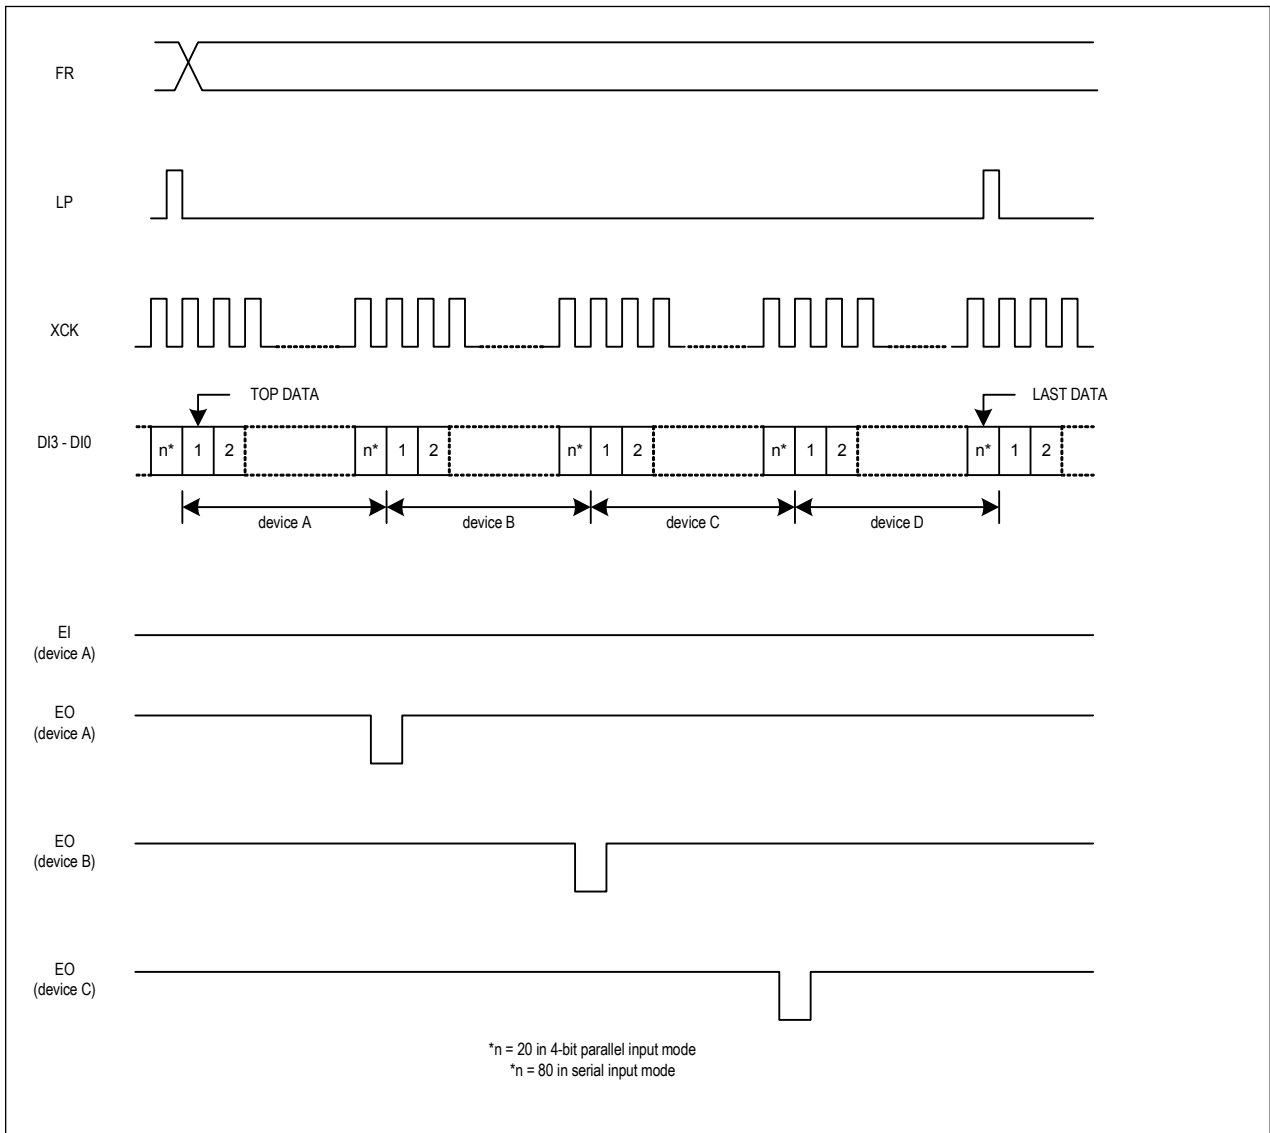 FR
LP
XCK
TOP DATA
LAST DATA
DI3 - DI0
n* 1 2 n* 1 2 n* 1 2 n* 1 2 n* 1 2
device A device B device C device D
EI
(device A)
EO
(device A)
EO
(device B)
EO
(device C)
*n = 20 in 4-bit parallel input mode
*n = 80 in serial input mode